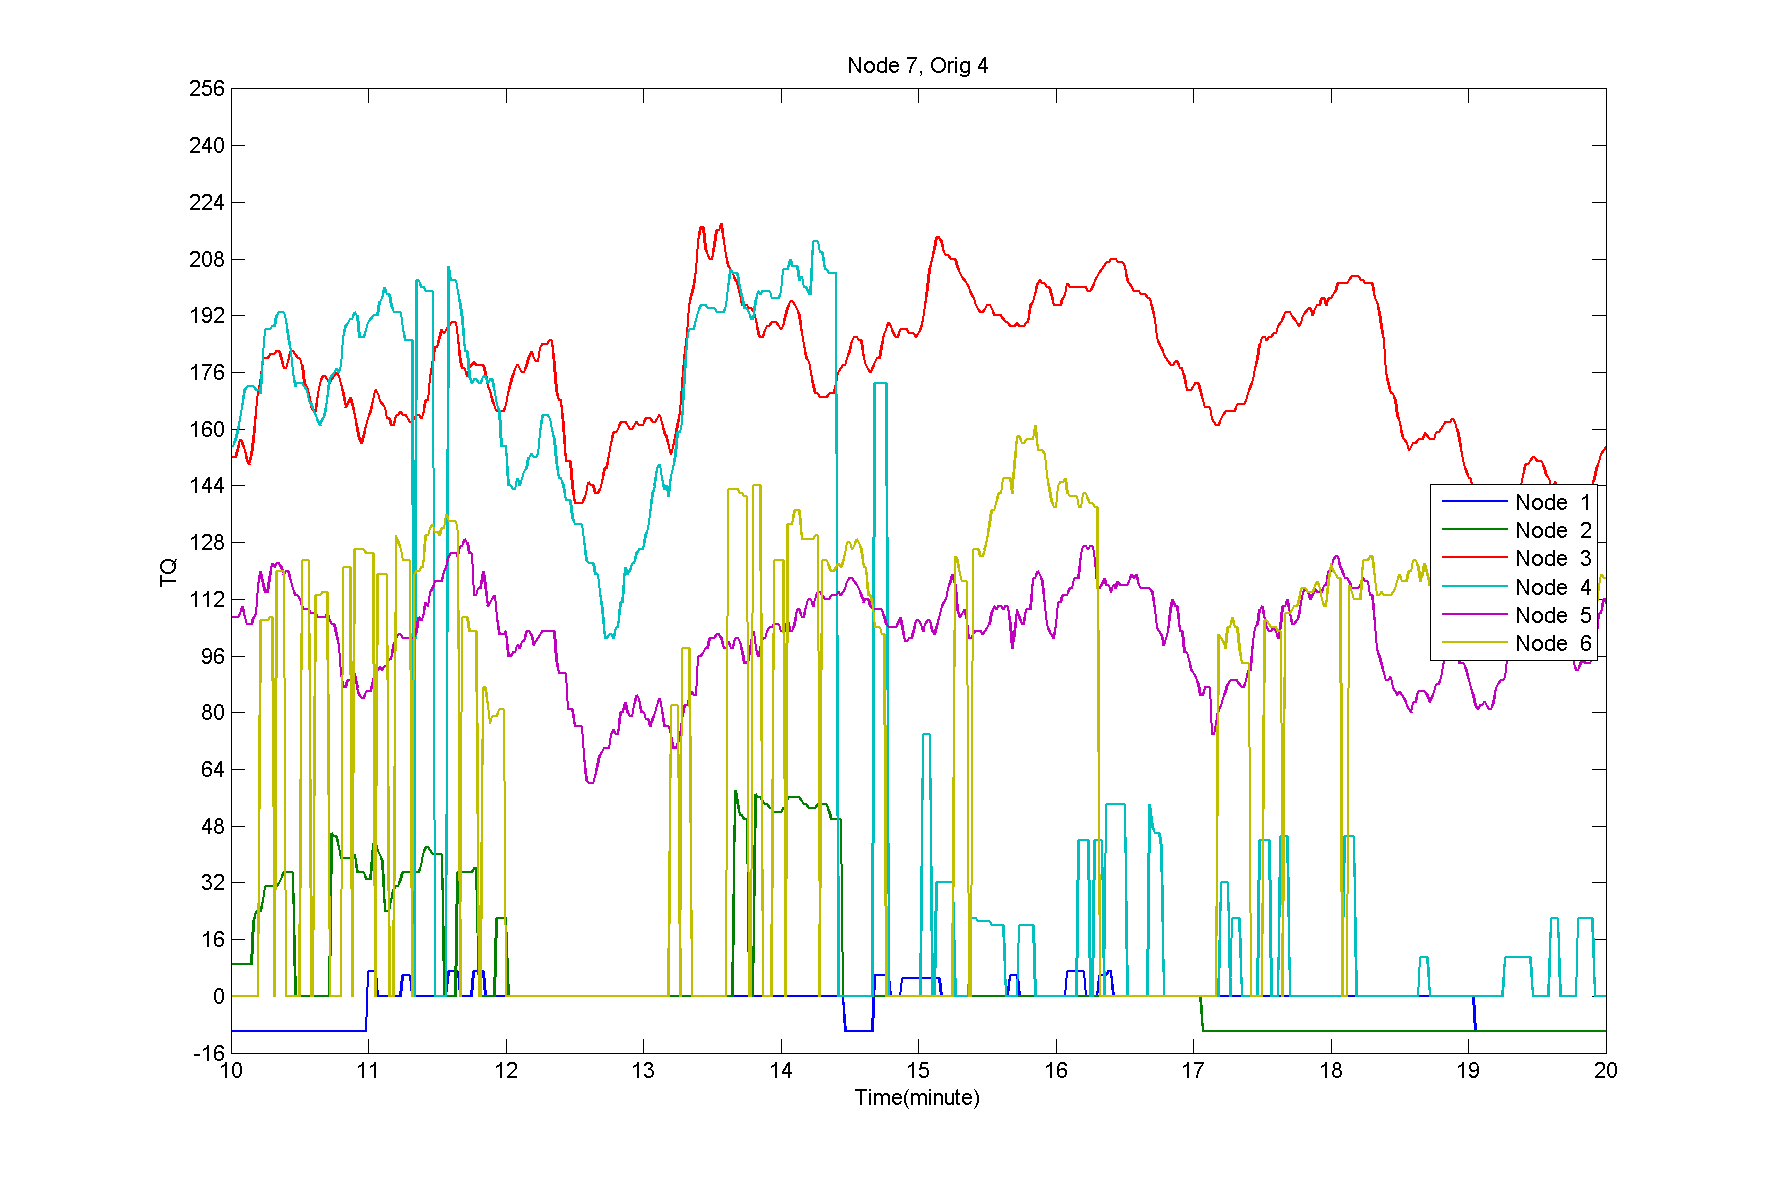 Node 7, Orig 4
256
240
224
208
192
176
160
144
128
112
96
80
64
48
32
16
0
-16
TQ
Node 1
Node 2
Node 3
Node 4
Node 5
Node 6
10 11 12 13 14 15 16 17 18 19 20
Time(minute)